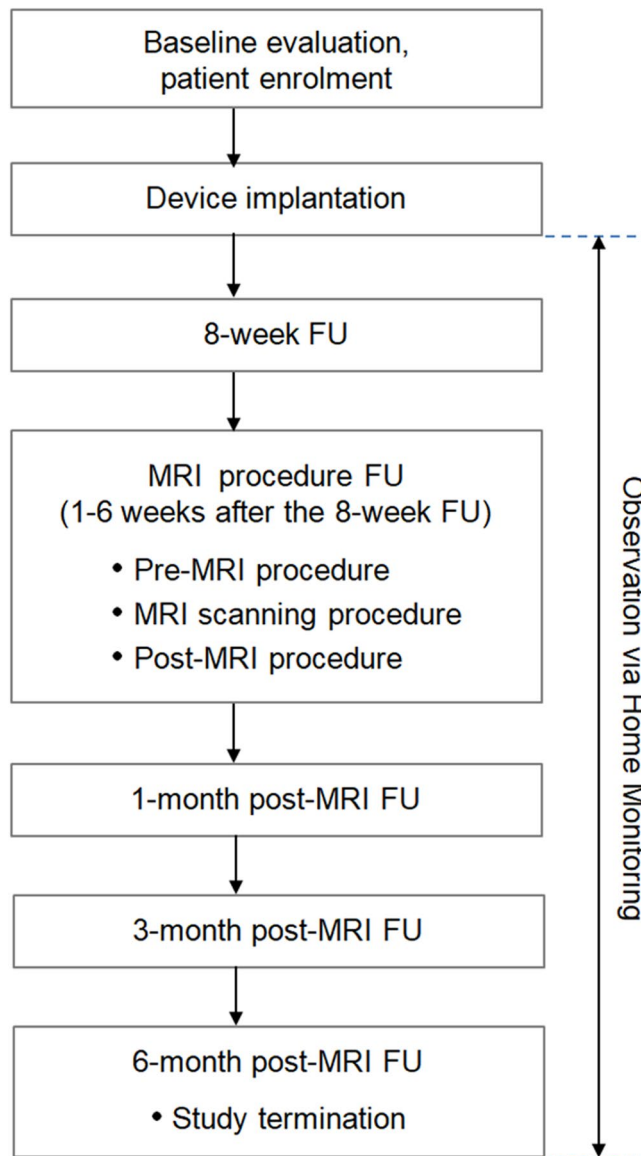 Baseline evaluation,
patient enrolment
Device implantation
8-week FU
MRI procedure FU
(1-6 weeks after the 8-week FU)
• Pre-MRI procedure
• MRI scanning procedure
• Post-MRI procedure
1-month post-MRI FU
3-month post-MRI FU
6-month post-MRI FU
• Study termination
Observation via Home Monitoring